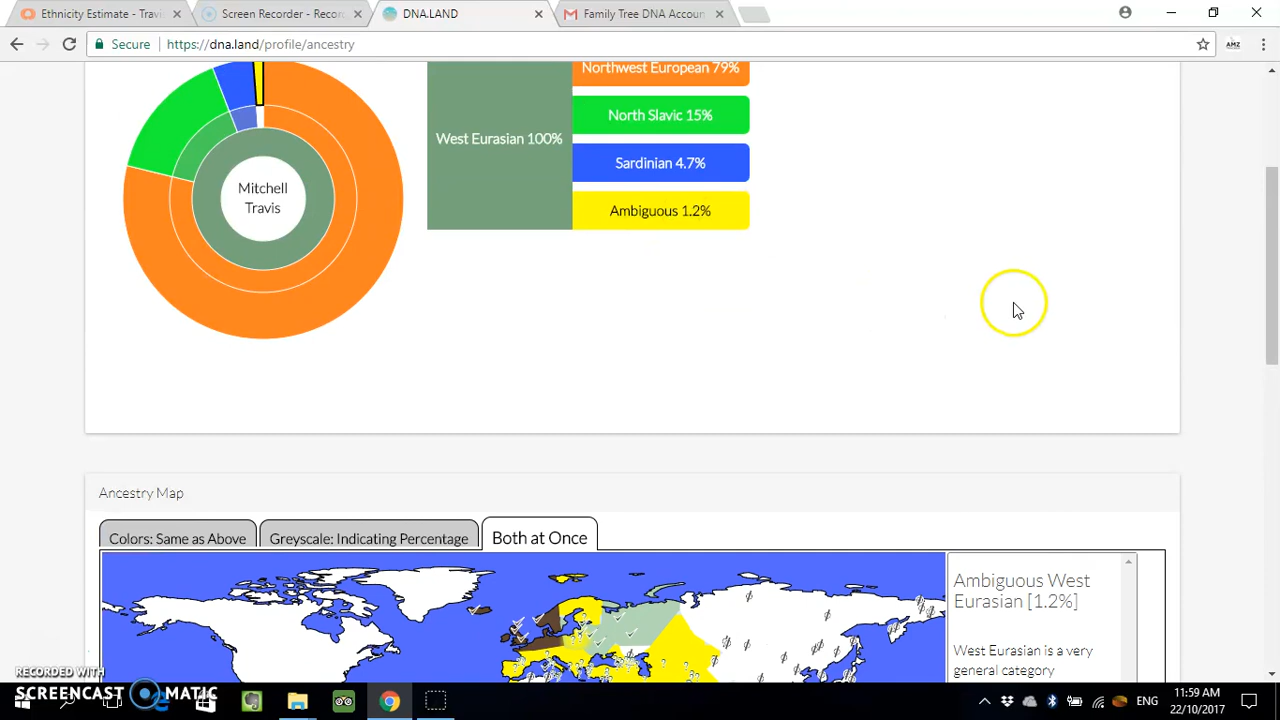 Ethnicity Estimate - Travis
Screen Recorder - Record
DNA.LAND
Family Tree DNA Account
Secure
https://dna.land/profile/ancestry
Northwest European 79%
North Slavic 15%
West Eurasian 100%
Sardinian 4.7%
Ambiguous 1.2%
Mitchell
Travis
Ancestry Map
Colors: Same as Above
Greyscale: Indicating Percentage
Both at Once
Ambiguous West
Eurasian [1.2%]
West Eurasian is a very
general category
RECORDED WITH
SCREENCAST MATIC
ENG
11:59 AM
22/10/2017